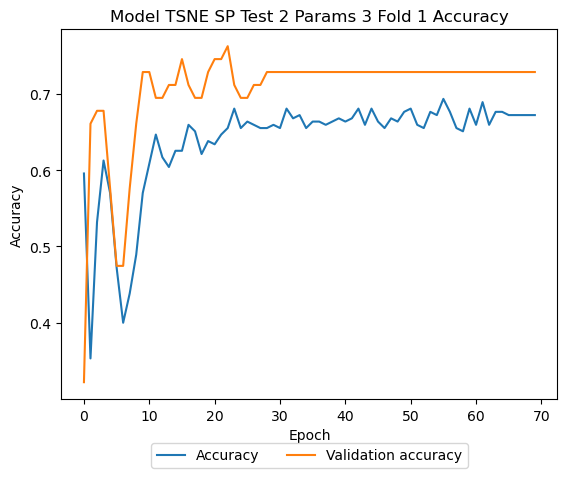 Model TSNE SP Test 2 Params 3 Fold 1 Accuracy
Accuracy
0.7
0.6
0.5
0.4
0 10 20 30 40 50 60 70
Epoch
Accuracy Validation accuracy